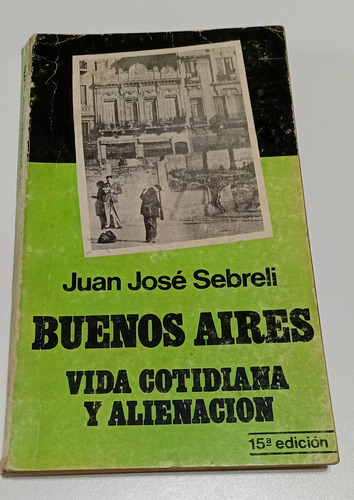 Juan José Sebreli
BUENOS AIRES
VIDA COTIDIANA
Y ALIENACION
15ª edición